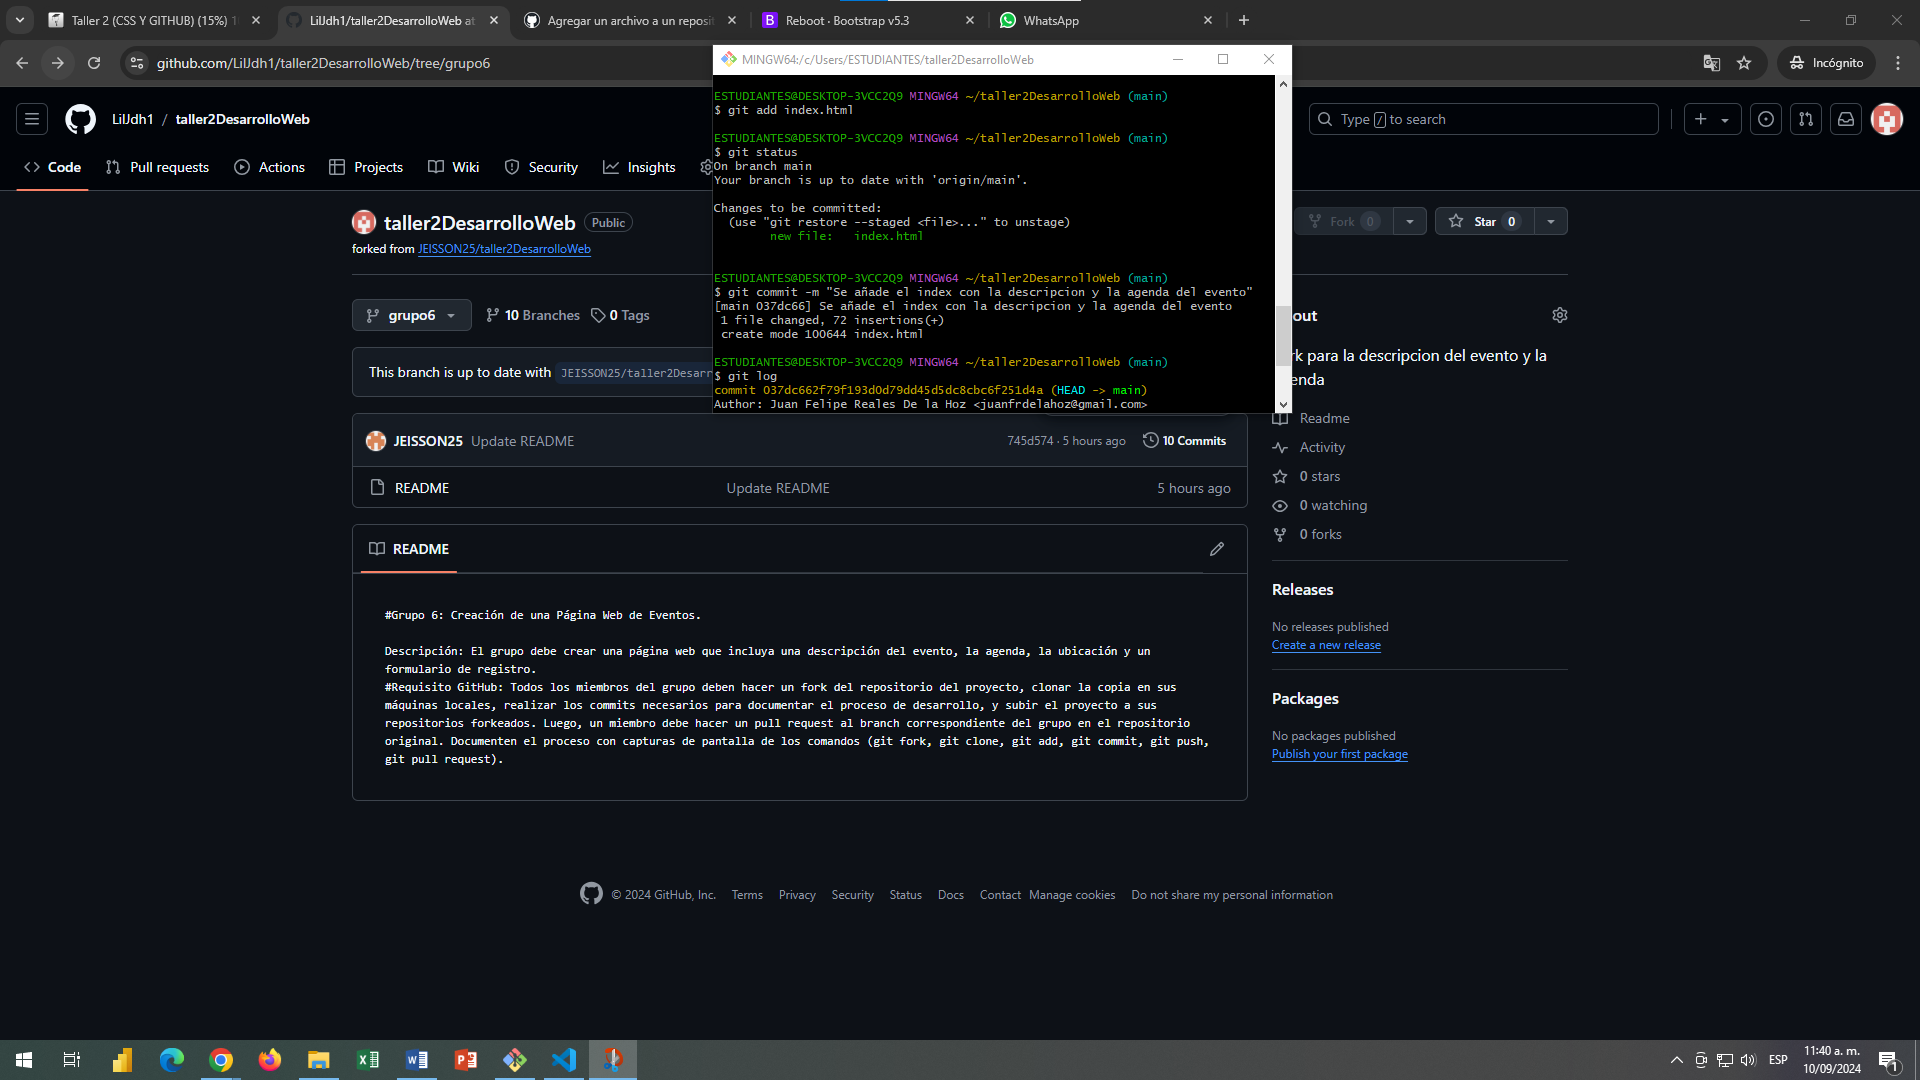 Taller 2 (CSS Y GITHUB) (15%)
LilJdh1/taller2DesarrolloWeb at
Agregar un archivo a un reposit
Reboot · Bootstrap v5.3
WhatsApp
github.com/LilJdh1/taller2DesarrolloWeb/tree/grupo6
Incógnito
MINGW64:/c/Users/ESTUDIANTES/taller2DesarrolloWeb
ESTUDIANTES@DESKTOP-3VCC2Q9 MINGW64 ~/taller2DesarrolloWeb (main)
$ git add index.html
ESTUDIANTES@DESKTOP-3VCC2Q9 MINGW64 ~/taller2DesarrolloWeb (main)
$ git status
On branch main
Your branch is up to date with 'origin/main'.
Changes to be committed:
(use "git restore --staged <file>..." to unstage)
new file:   index.html
ESTUDIANTES@DESKTOP-3VCC2Q9 MINGW64 ~/taller2DesarrolloWeb (main)
$ git commit -m "Se añade el index con la descripcion y la agenda del evento"
[main 037dc66] Se añade el index con la descripcion y la agenda del evento
1 file changed, 72 insertions(+)
create mode 100644 index.html
ESTUDIANTES@DESKTOP-3VCC2Q9 MINGW64 ~/taller2DesarrolloWeb (main)
$ git log
commit 037dc662f79f193d0d79dd45d5dc8cbc6f251d4a (HEAD -> main)
Author: Juan Felipe Reales De la Hoz <juanfrdelahoz@gmail.com>
LilJdh1 / taller2DesarrolloWeb
Type / to search
Code
Pull requests
Actions
Projects
Wiki
Security
Insights
taller2DesarrolloWeb
Public
forked from JEISSON25/taller2DesarrolloWeb
Fork 0
Star 0
grupo6
10 Branches
0 Tags
This branch is up to date with JEISSON25/taller2Desarr
JEISSON25 Update README
745d574 · 5 hours ago
10 Commits
README
Update README
5 hours ago
README
#Grupo 6: Creación de una Página Web de Eventos.
Descripción: El grupo debe crear una página web que incluya una descripción del evento, la agenda, la ubicación y un
formulario de registro.
#Requisito GitHub: Todos los miembros del grupo deben hacer un fork del repositorio del proyecto, clonar la copia en sus
máquinas locales, realizar los commits necesarios para documentar el proceso de desarrollo, y subir el proyecto a sus
repositorios forkeados. Luego, un miembro debe hacer un pull request al branch correspondiente del grupo en el repositorio
original. Documenten el proceso con capturas de pantalla de los comandos (git fork, git clone, git add, git commit, git push,
git pull request).
out
rk para la descripcion del evento y la
enda
Readme
Activity
0 stars
0 watching
0 forks
Releases
No releases published
Create a new release
Packages
No packages published
Publish your first package
© 2024 GitHub, Inc.
Terms
Privacy
Security
Status
Docs
Contact
Manage cookies
Do not share my personal information
ESP
11:40 a. m.
10/09/2024
1